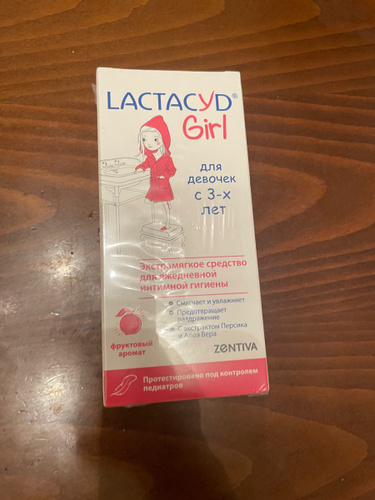 LACTACYD®
Girl
для
девочек
с 3-х
лет
Экстрамягкое средство
для ежедневной
интимной гигиены
• Смягчает и увлажняет
• Предотвращает
раздражение
• С экстрактом Персика
и Алоэ Вера
фруктовый
аромат
ZENTIVA
Протестировано под контролем
педиатров